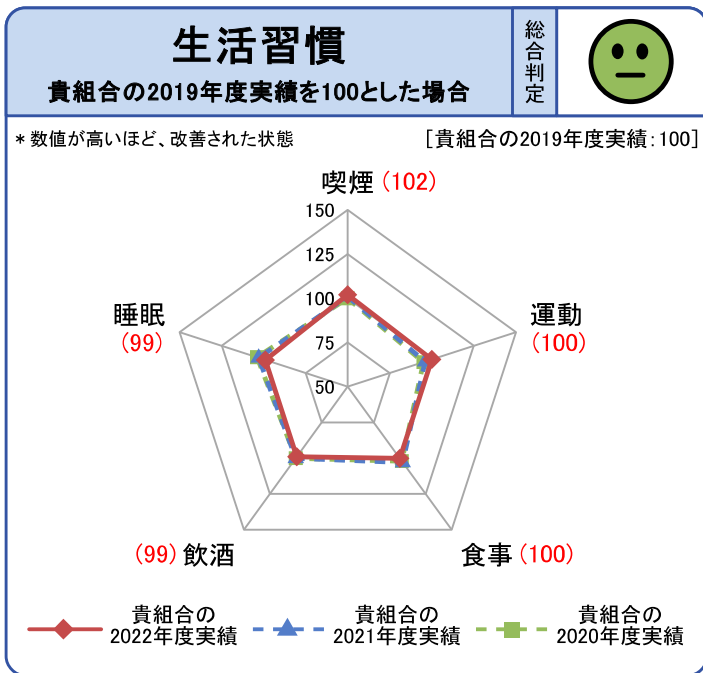 生活習慣
貴組合の2019年度実績を100とした場合
総合判定
*数値が高いほど、改善された状態
[貴組合の2019年度実績:100]
喫煙(102)
150
125
100
75
50
睡眠
(99)
運動
(100)
(99)飲酒
食事(100)
貴組合の
2022年度実績
貴組合の
2021年度実績
貴組合の
2020年度実績